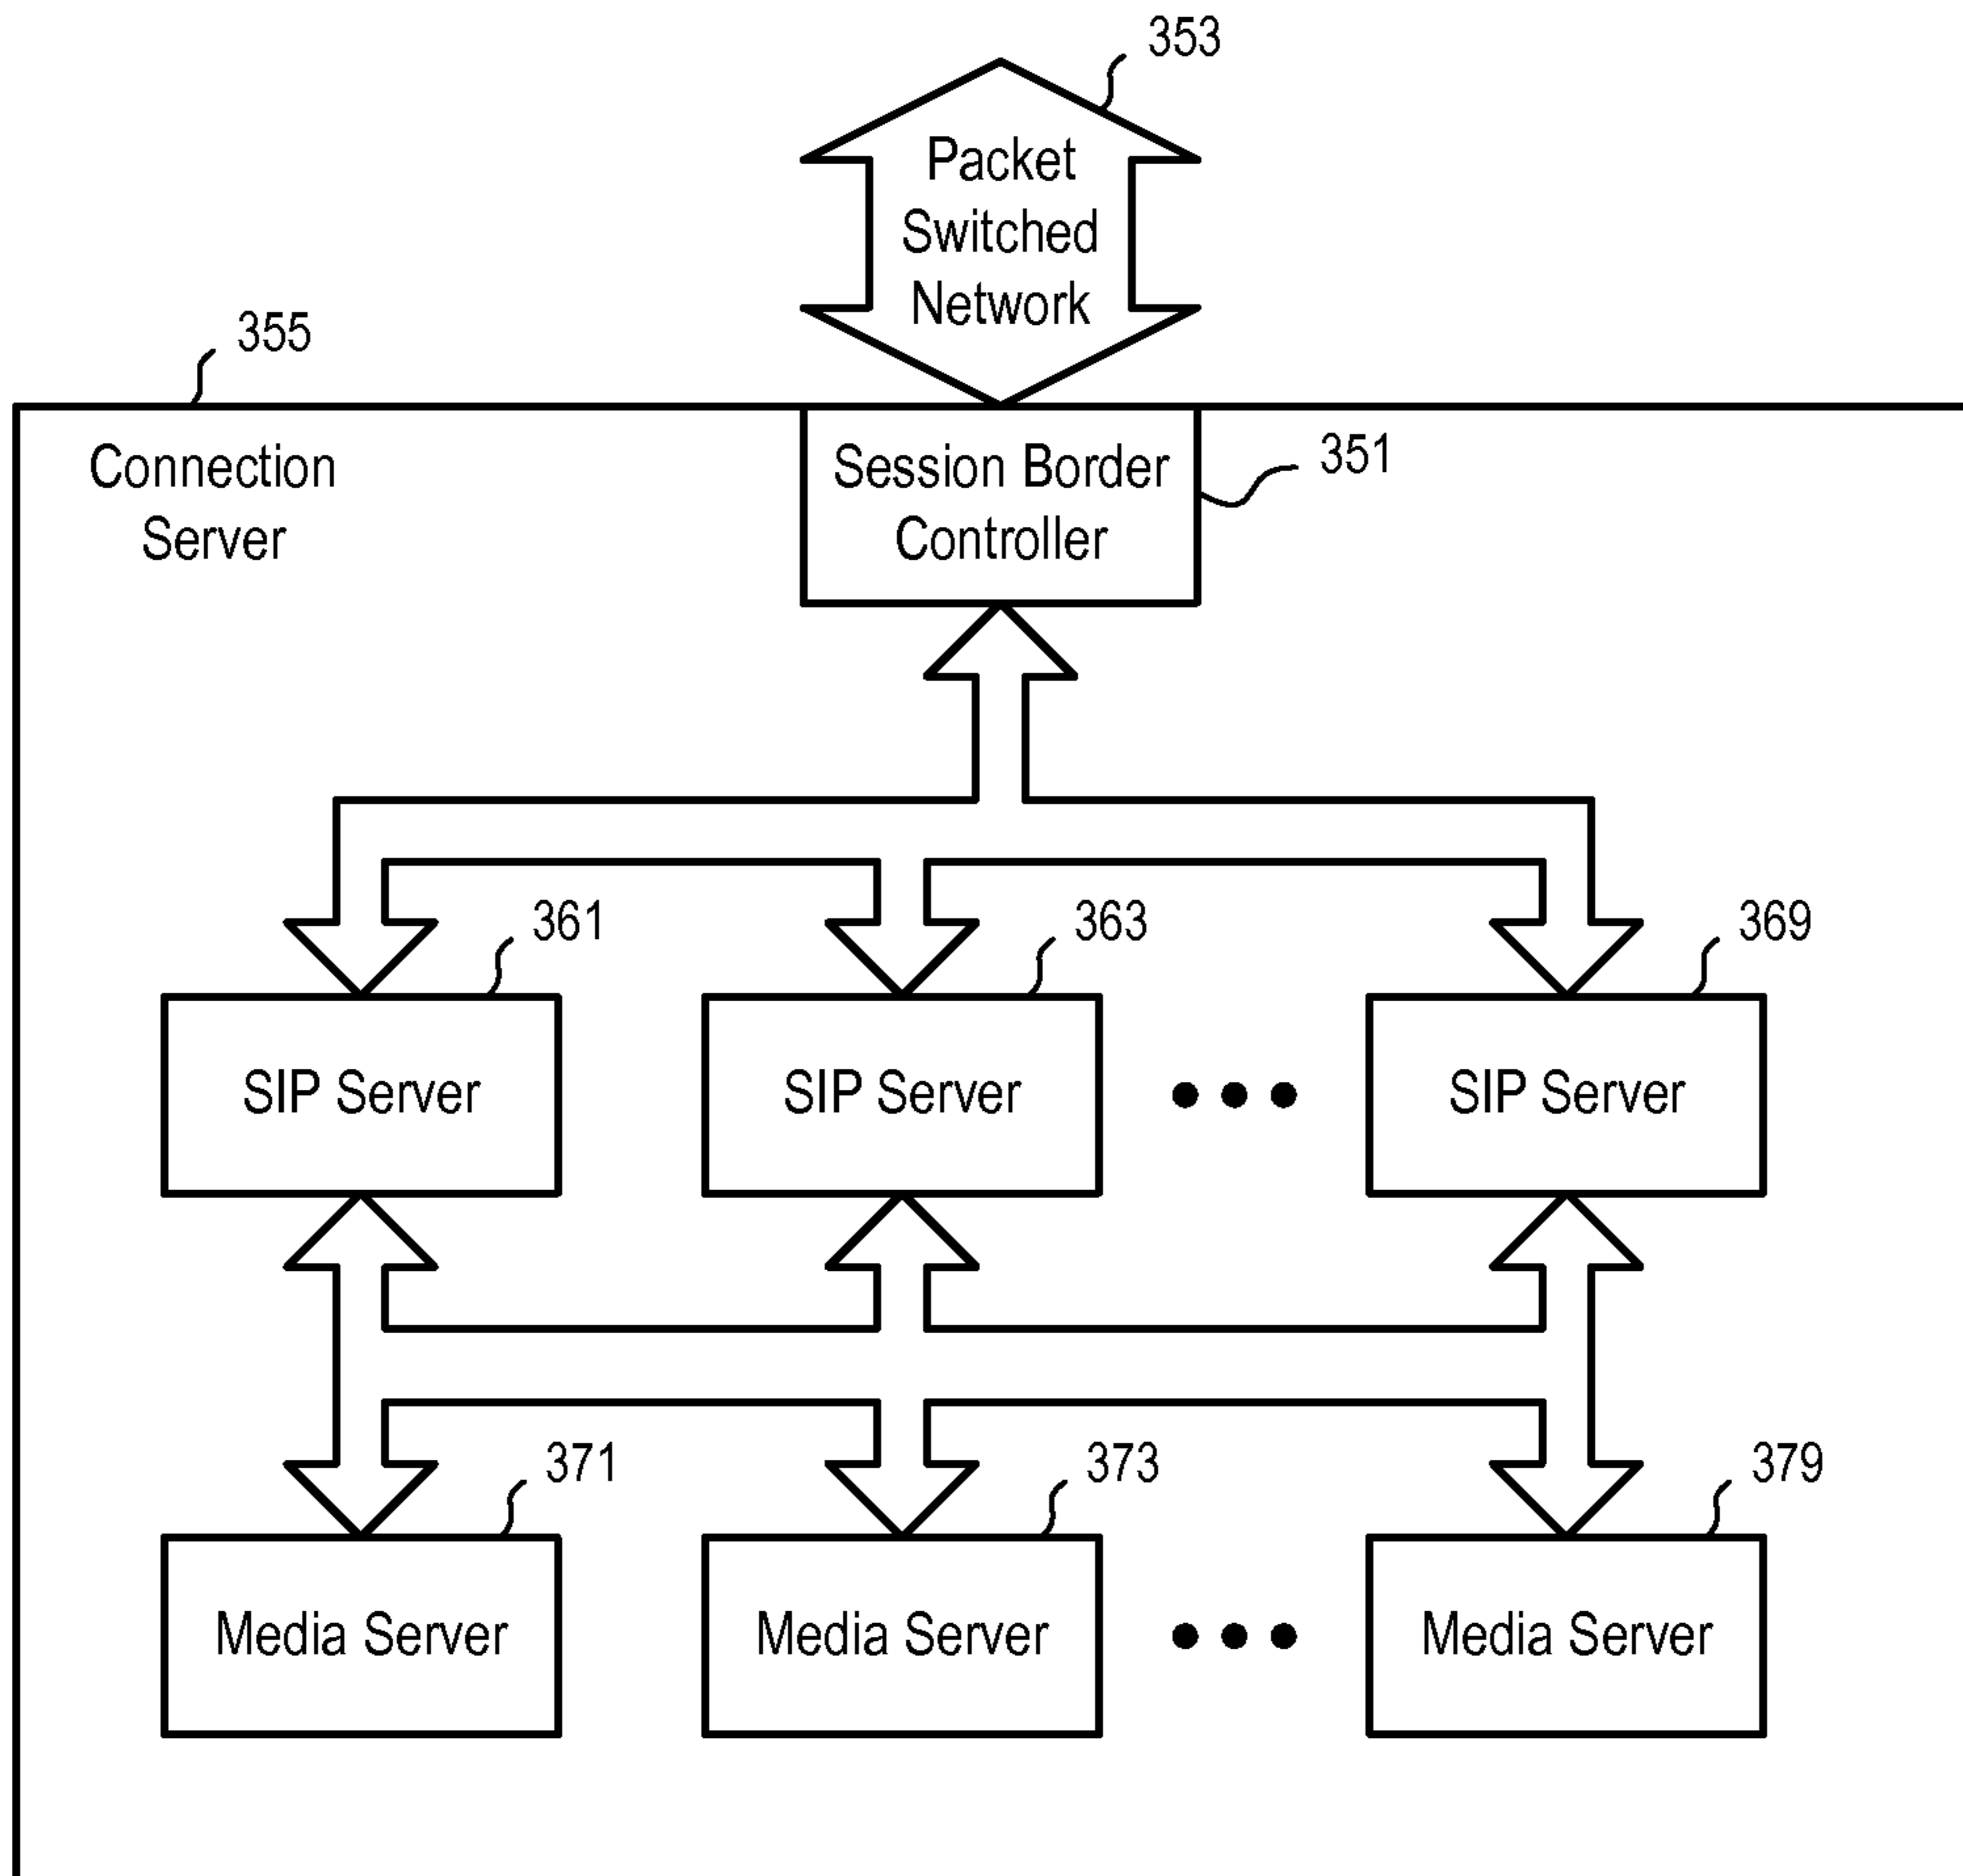 353
Packet
Switched
Network
355
Connection
Server
Session Border
Controller
351
361
363
369
SIP Server
SIP Server
SIP Server
371
373
379
Media Server
Media Server
Media Server